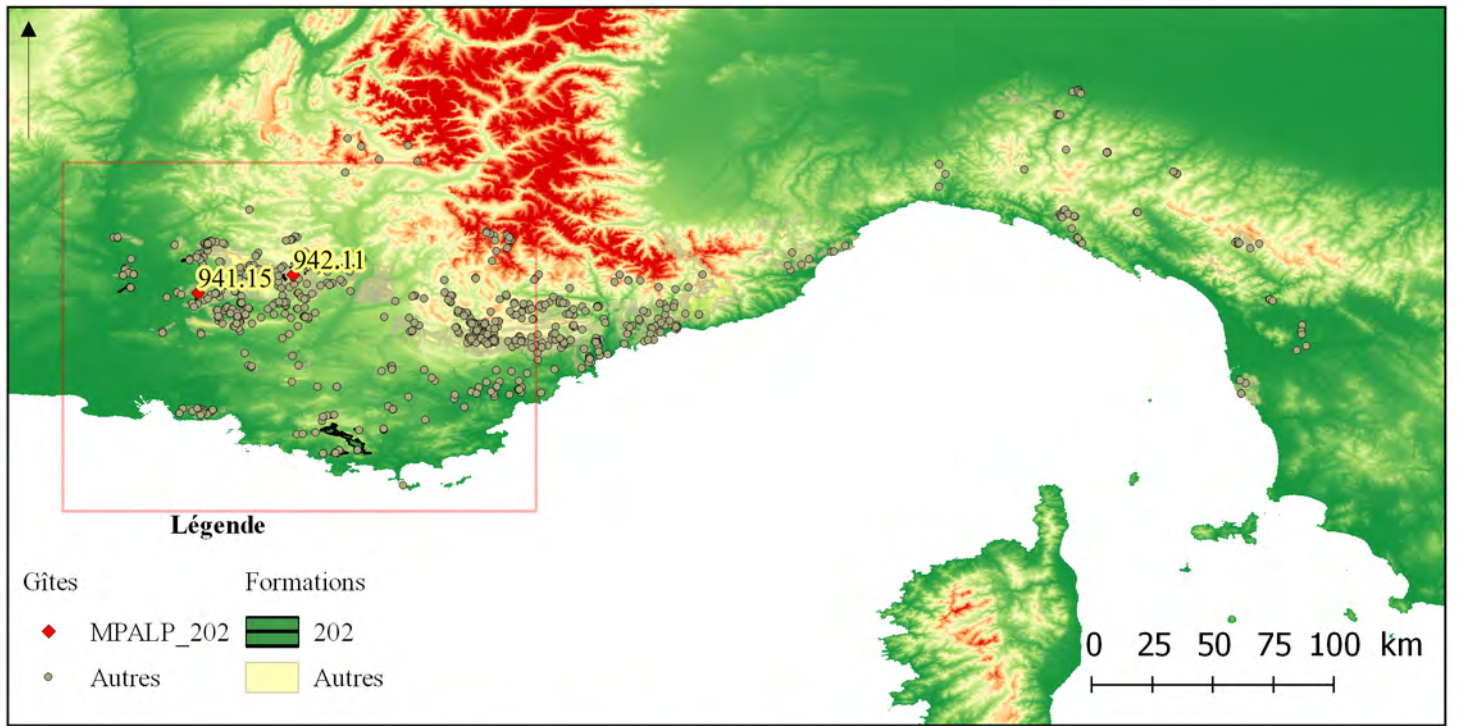 942.11
941.15
Légende
Gîtes
Formations
MPALP_202
202
Autres
Autres
0 25 50 75 100 km